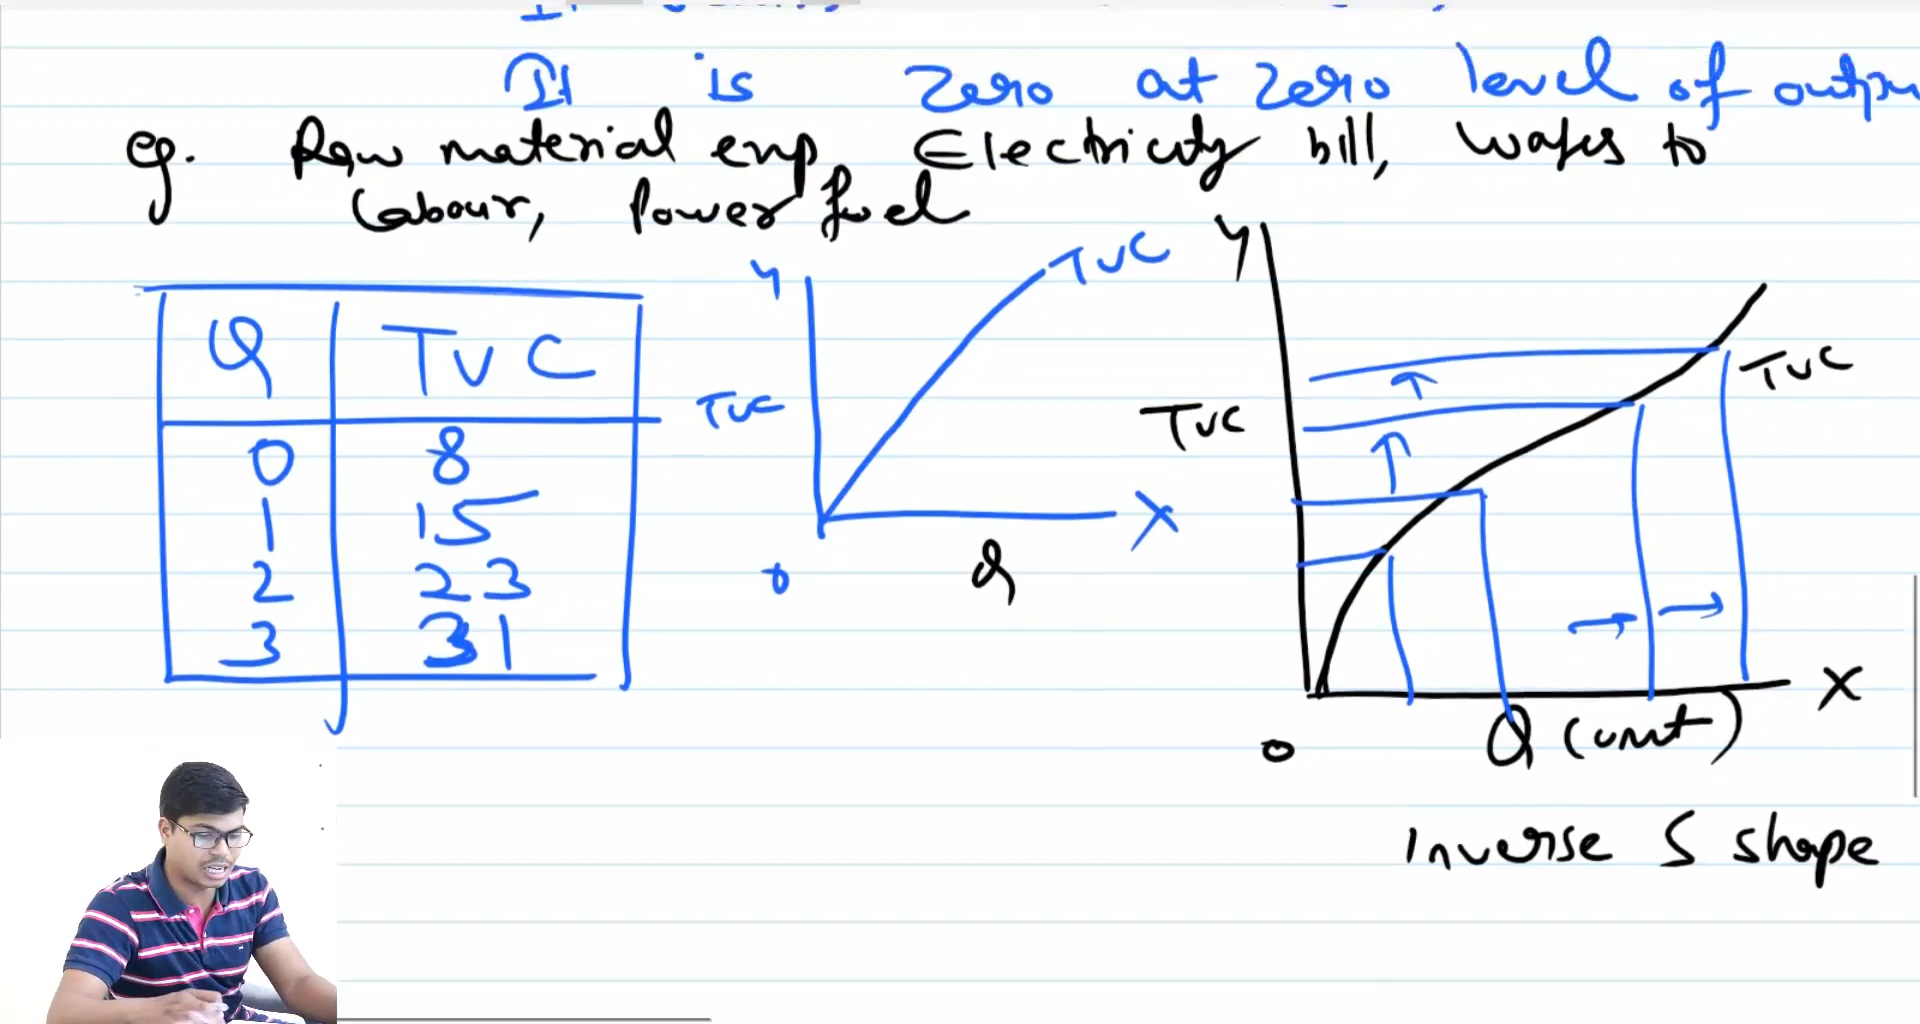 It is zero at zero level of outpu
eg. Raw material exp, Electricity bill, wages to
Labour, Power fuel
Q TVC
0 8
1 15
2 23
3 31
Y TVC
TVC
X
0 Q
Y
TVC
TVC
X
0 Q (unit)
Inverse S shape